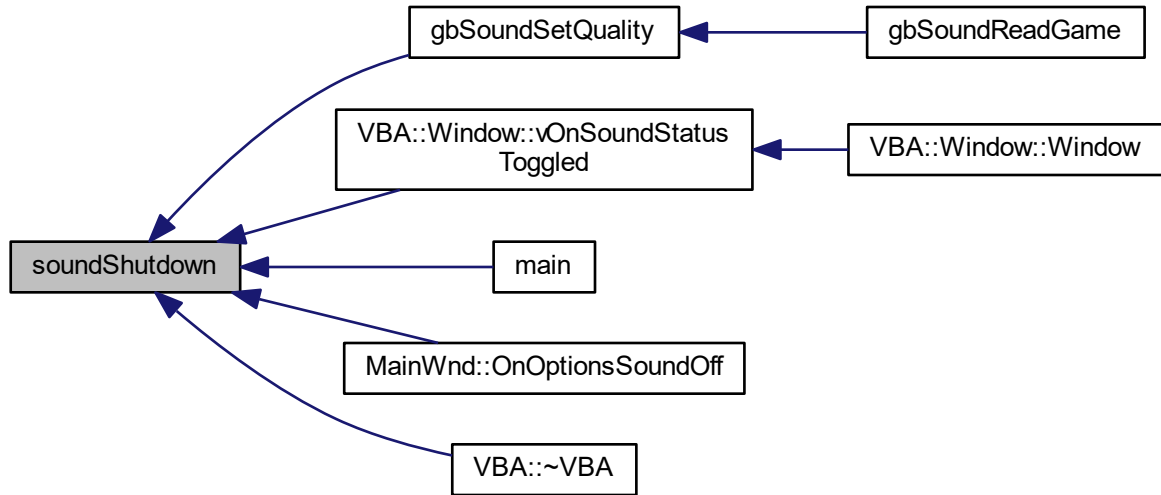 gbSoundSetQuality
gbSoundReadGame
VBA::Window::vOnSoundStatus
Toggled
VBA::Window::Window
soundShutdown
main
MainWnd::OnOptionsSoundOff
VBA::~VBA